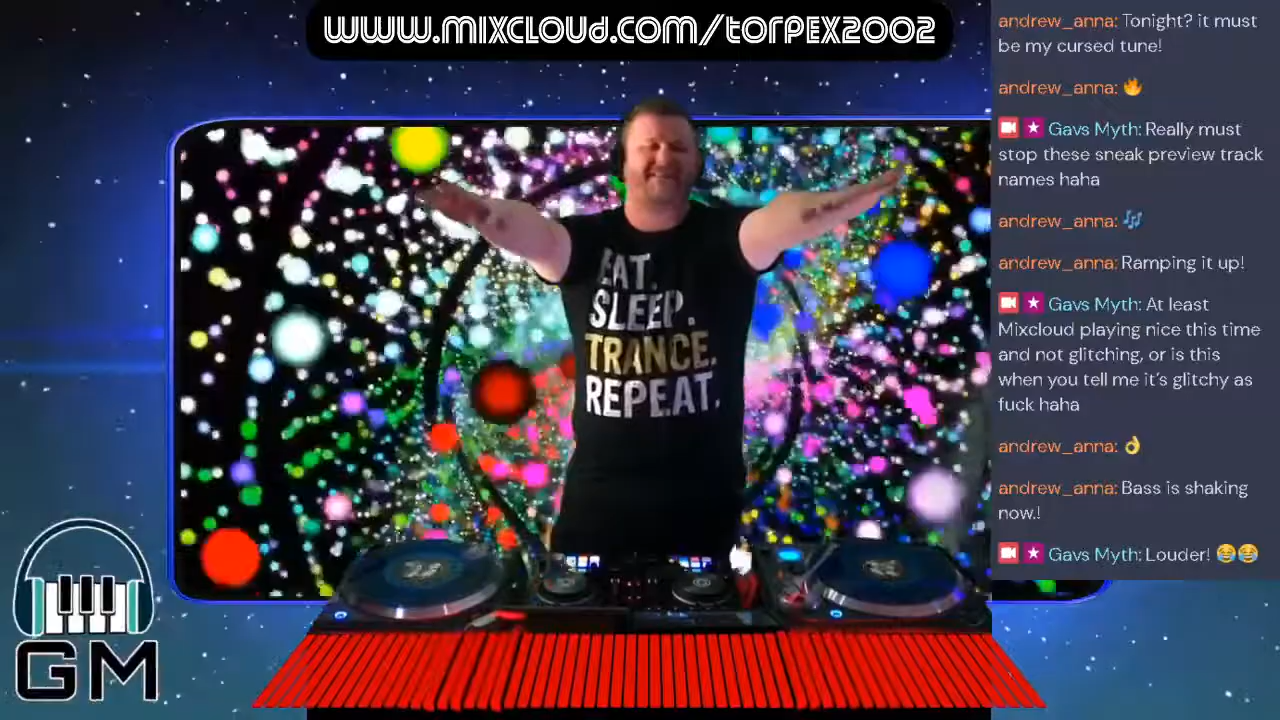 www.mixcloud.com/torpex2002
andrew_anna: Tonight? it must
be my cursed tune!
andrew_anna: 🔥
Gavs Myth: Really must
stop these sneak preview track
names haha
andrew_anna: 🎶
andrew_anna: Ramping it up!
Gavs Myth: At least
Mixcloud playing nice this time
and not glitching, or is this
when you tell me it's glitchy as
fuck haha
andrew_anna: 👌
andrew_anna: Bass is shaking
now.!
Gavs Myth: Louder! 😂😂
EAT.
SLEEP.
TRANCE.
REPEAT.
GM